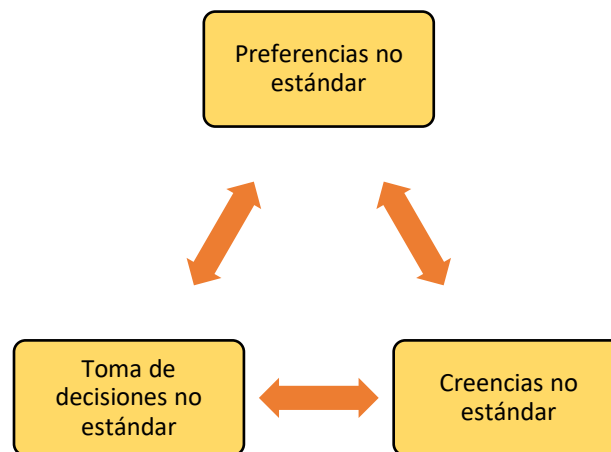 Preferencias no
estándar
Toma de
decisiones no
estándar
Creencias no
estándar